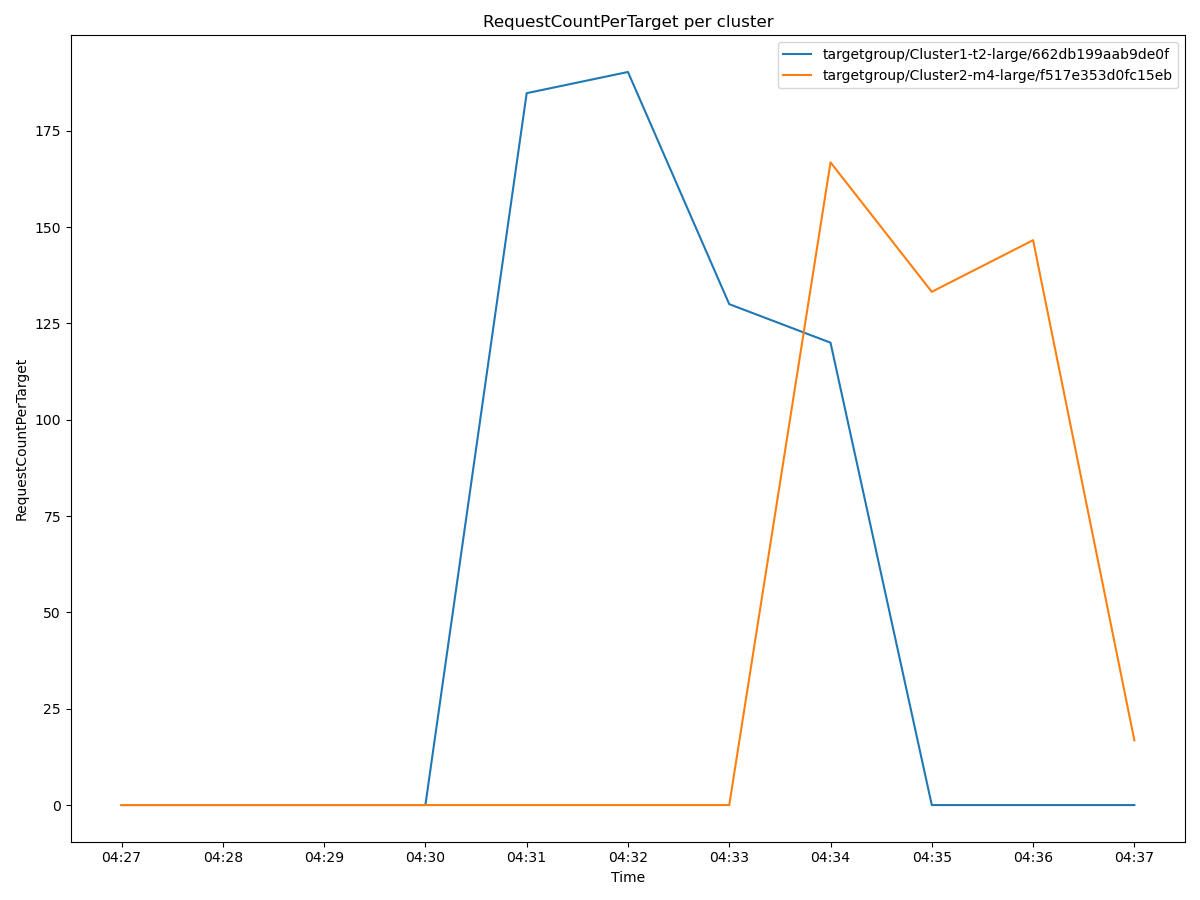 RequestCountPerTarget per cluster
targetgroup/Cluster1-t2-large/662db199aab9de0f
targetgroup/Cluster2-m4-large/f517e353d0fc15eb
175
150
125
100
75
50
25
0
RequestCountPerTarget
04:27 04:28 04:29 04:30 04:31 04:32 04:33 04:34 04:35 04:36 04:37
Time